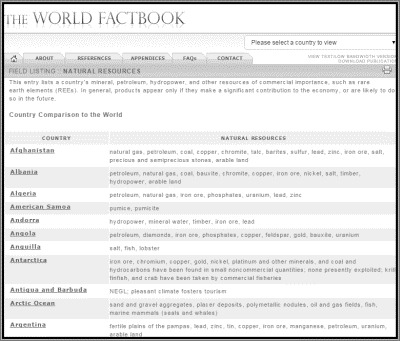 THE WORLD FACTBOOK
Please select a country to view
ABOUT REFERENCES APPENDICES FAQs CONTACT
VIEW TEXT/LOW BANDWIDTH VERSION
DOWNLOAD PUBLICATION
FIELD LISTING :: NATURAL RESOURCES
This entry lists a country's mineral, petroleum, hydropower, and other resources of commercial importance, such as rare
earth elements (REEs). In general, products appear only if they make a significant contribution to the economy, or are likely to do
so in the future.
Country Comparison to the World
COUNTRY NATURAL RESOURCES
Afghanistan natural gas, petroleum, coal, copper, chromite, talc, barites, sulfur, lead, zinc, iron ore, salt,
precious and semiprecious stones, arable land
Albania petroleum, natural gas, coal, bauxite, chromite, copper, iron ore, nickel, salt, timber,
hydropower, arable land
Algeria petroleum, natural gas, iron ore, phosphates, uranium, lead, zinc
American Samoa pumice, pumicite
Andorra hydropower, mineral water, timber, iron ore, lead
Angola petroleum, diamonds, iron ore, phosphates, copper, feldspar, gold, bauxite, uranium
Anguilla salt, fish, lobster
Antarctica iron ore, chromium, copper, gold, nickel, platinum and other minerals, and coal and
hydrocarbons have been found in small noncommercial quantities; none presently exploited; krill,
finfish, and crab have been taken by commercial fisheries
Antigua and Barbuda NEGL; pleasant climate fosters tourism
Arctic Ocean sand and gravel aggregates, placer deposits, polymetallic nodules, oil and gas fields, fish,
marine mammals (seals and whales)
Argentina fertile plains of the pampas, lead, zinc, tin, copper, iron ore, manganese, petroleum, uranium,
arable land